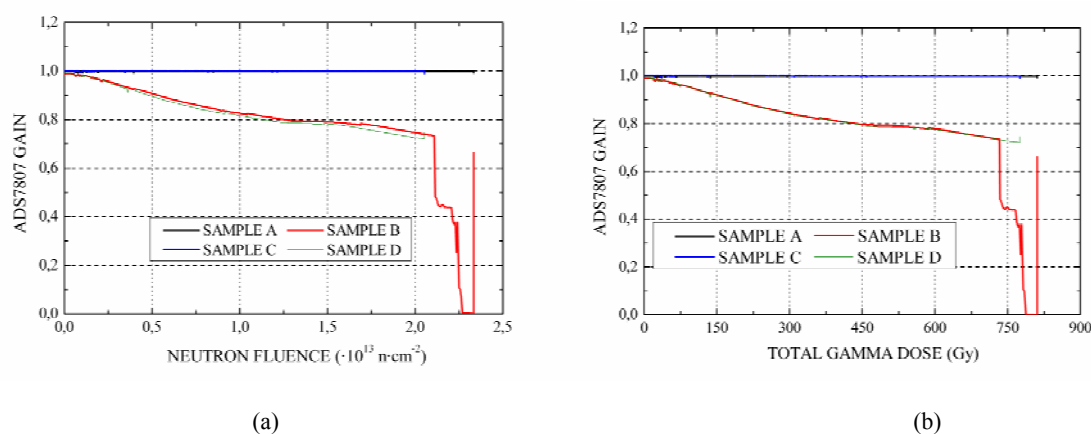 1,2
1,0
0,8
0,6
0,4
0,2
0,0
ADS7807 GAIN
SAMPLE A SAMPLE B
SAMPLE C SAMPLE D
0,0 0,5 1,0 1,5 2,0 2,5
NEUTRON FLUENCE (·10¹³ n·cm⁻²)
(a)
1,2
1,0
0,8
0,6
0,4
0,2
0,0
ADS7807 GAIN
SAMPLE A SAMPLE B
SAMPLE C SAMPLE D
0 150 300 450 600 750 900
TOTAL GAMMA DOSE (Gy)
(b)